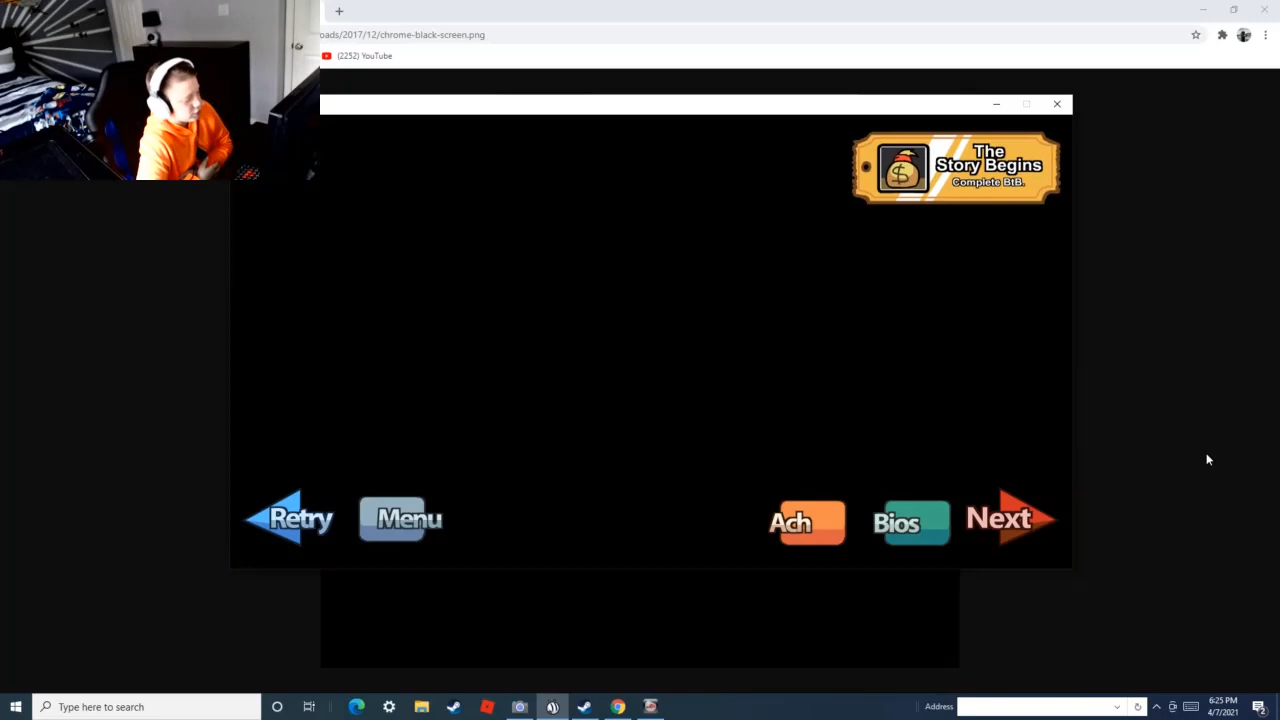 oads/2017/12/chrome-black-screen.png
(2252) YouTube
The
Story Begins
Complete BtB.
Retry
Menu
Ach
Bios
Next
Type here to search
Address
6:25 PM
4/7/2021
2